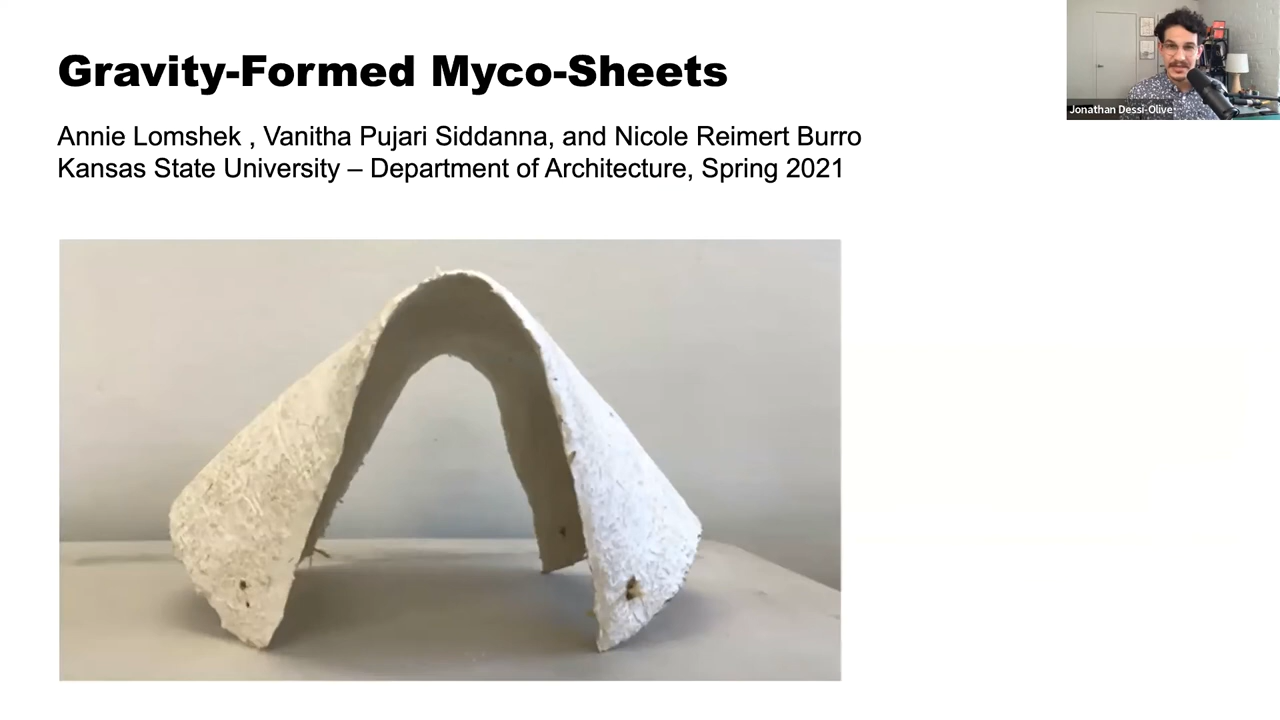 Gravity-Formed Myco-Sheets
Annie Lomshek , Vanitha Pujari Siddanna, and Nicole Reimert Burro
Kansas State University – Department of Architecture, Spring 2021
Jonathan Dessi-Olive